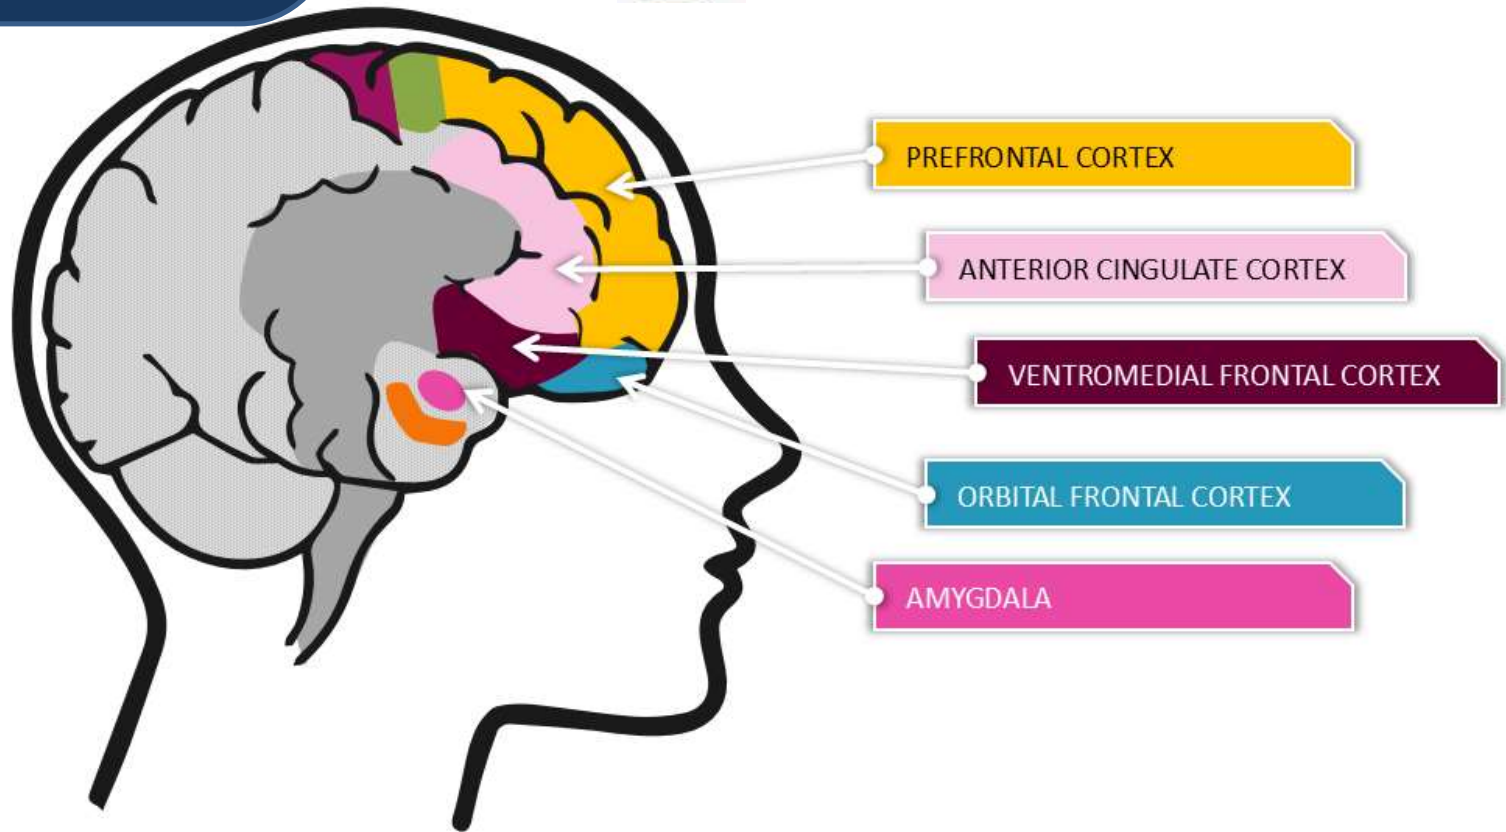 PREFRONTAL CORTEX
ANTERIOR CINGULATE CORTEX
VENTROMEDIAL FRONTAL CORTEX
ORBITAL FRONTAL CORTEX
AMYGDALA